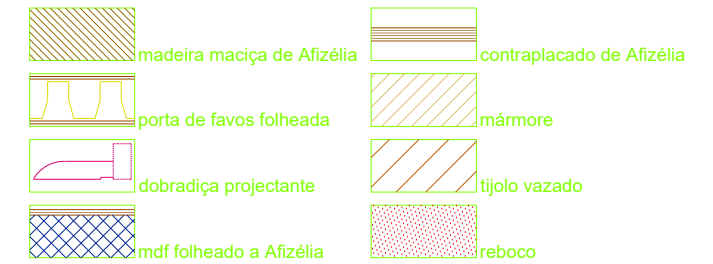 madeira maciça de Afizélia
contraplacado de Afizélia
porta de favos folheada
mármore
dobradiça projectante
tijolo vazado
mdf folheado a Afizélia
reboco